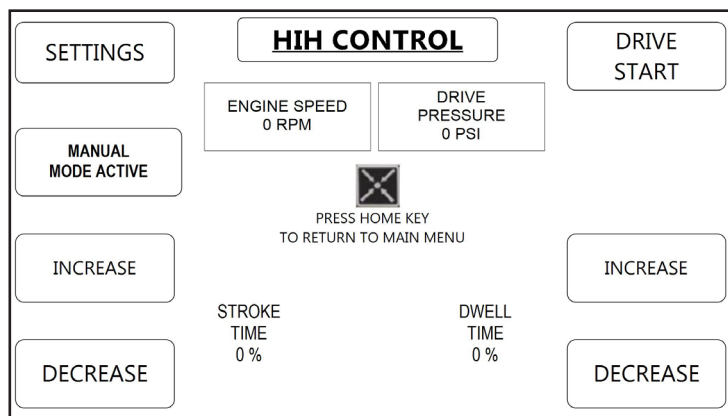 SETTINGS
HIH CONTROL
DRIVE
START
ENGINE SPEED
0 RPM
DRIVE
PRESSURE
0 PSI
MANUAL
MODE ACTIVE
PRESS HOME KEY
TO RETURN TO MAIN MENU
INCREASE
INCREASE
STROKE
TIME
0 %
DWELL
TIME
0 %
DECREASE
DECREASE